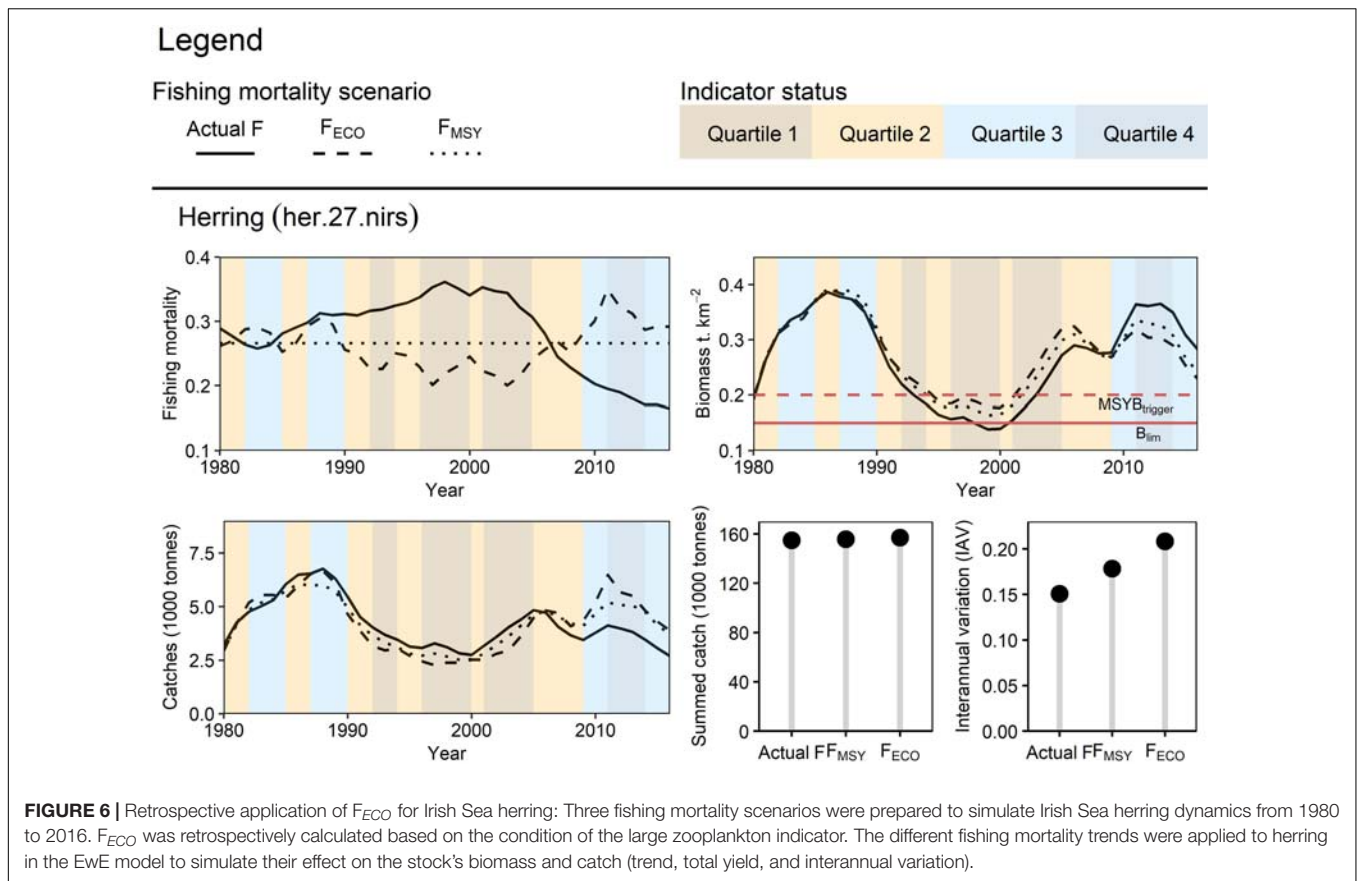 Legend
Fishing mortality scenario
Actual F FECO FMSY
Indicator status
Quartile 1 Quartile 2 Quartile 3 Quartile 4
Herring (her.27.nirs)
Fishing mortality
0.4
0.3
0.2
0.1
1980 1990 2000 2010
Year
Biomass t. km⁻²
0.4
0.3
0.2
0.1
MSYBtrigger
Blim
1980 1990 2000 2010
Year
Catches (1000 tonnes)
7.5
5.0
2.5
0.0
1980 1990 2000 2010
Year
Summed catch (1000 tonnes)
160
120
80
40
0
Actual F FMSY FECO
Interannual variation (IAV)
0.20
0.15
0.10
0.05
0.00
Actual F FMSY FECO
FIGURE 6 | Retrospective application of FECO for Irish Sea herring: Three fishing mortality scenarios were prepared to simulate Irish Sea herring dynamics from 1980
to 2016. FECO was retrospectively calculated based on the condition of the large zooplankton indicator. The different fishing mortality trends were applied to herring
in the EwE model to simulate their effect on the stock's biomass and catch (trend, total yield, and interannual variation).